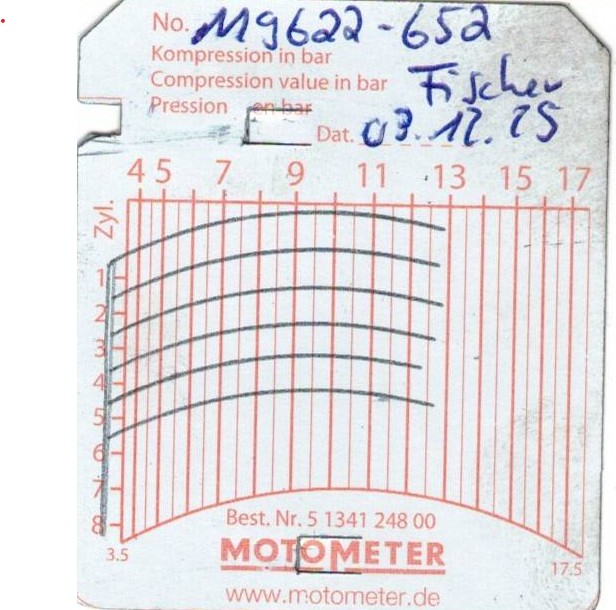 No. M9622-652
Kompression in bar
Compression value in bar Fischer
Pression en bar
Dat. 03.12.25
4 5 7 9 11 13 15 17
Zyl.
1
2
3
4
5
6
7
8
3.5 17.5
Best. Nr. 5 1341 248 00
MOTOMETER
www.motometer.de